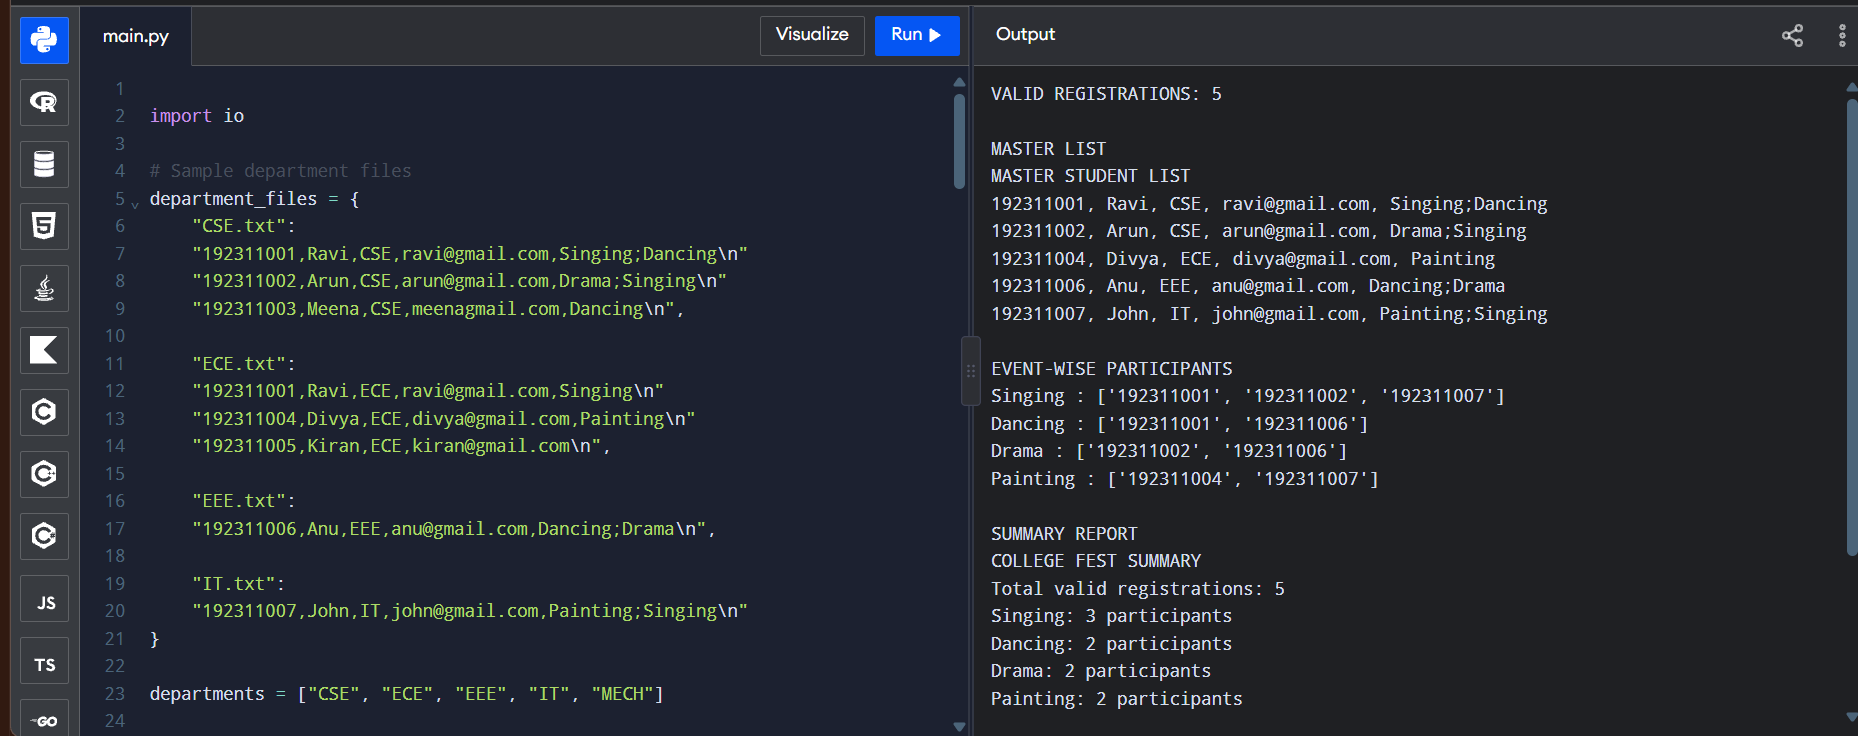 main.py
Visualize
Run
1
2 import io
3
4 # Sample department files
5 department_files = {
6 "CSE.txt":
7 "192311001,Ravi,CSE,ravi@gmail.com,Singing;Dancing\n"
8 "192311002,Arun,CSE,arun@gmail.com,Drama;Singing\n"
9 "192311003,Meena,CSE,meenagmail.com,Dancing\n",
10
11 "ECE.txt":
12 "192311001,Ravi,ECE,ravi@gmail.com,Singing\n"
13 "192311004,Divya,ECE,divya@gmail.com,Painting\n"
14 "192311005,Kiran,ECE,kiran@gmail.com\n",
15
16 "EEE.txt":
17 "192311006,Anu,EEE,anu@gmail.com,Dancing;Drama\n",
18
19 "IT.txt":
20 "192311007,John,IT,john@gmail.com,Painting;Singing\n"
21 }
22
23 departments = ["CSE", "ECE", "EEE", "IT", "MECH"]
24
R
5
C
C++
C#
JS
TS
GO
Output
VALID REGISTRATIONS: 5
MASTER LIST
MASTER STUDENT LIST
192311001, Ravi, CSE, ravi@gmail.com, Singing;Dancing
192311002, Arun, CSE, arun@gmail.com, Drama;Singing
192311004, Divya, ECE, divya@gmail.com, Painting
192311006, Anu, EEE, anu@gmail.com, Dancing;Drama
192311007, John, IT, john@gmail.com, Painting;Singing
EVENT-WISE PARTICIPANTS
Singing : ['192311001', '192311002', '192311007']
Dancing : ['192311001', '192311006']
Drama : ['192311002', '192311006']
Painting : ['192311004', '192311007']
SUMMARY REPORT
COLLEGE FEST SUMMARY
Total valid registrations: 5
Singing: 3 participants
Dancing: 2 participants
Drama: 2 participants
Painting: 2 participants